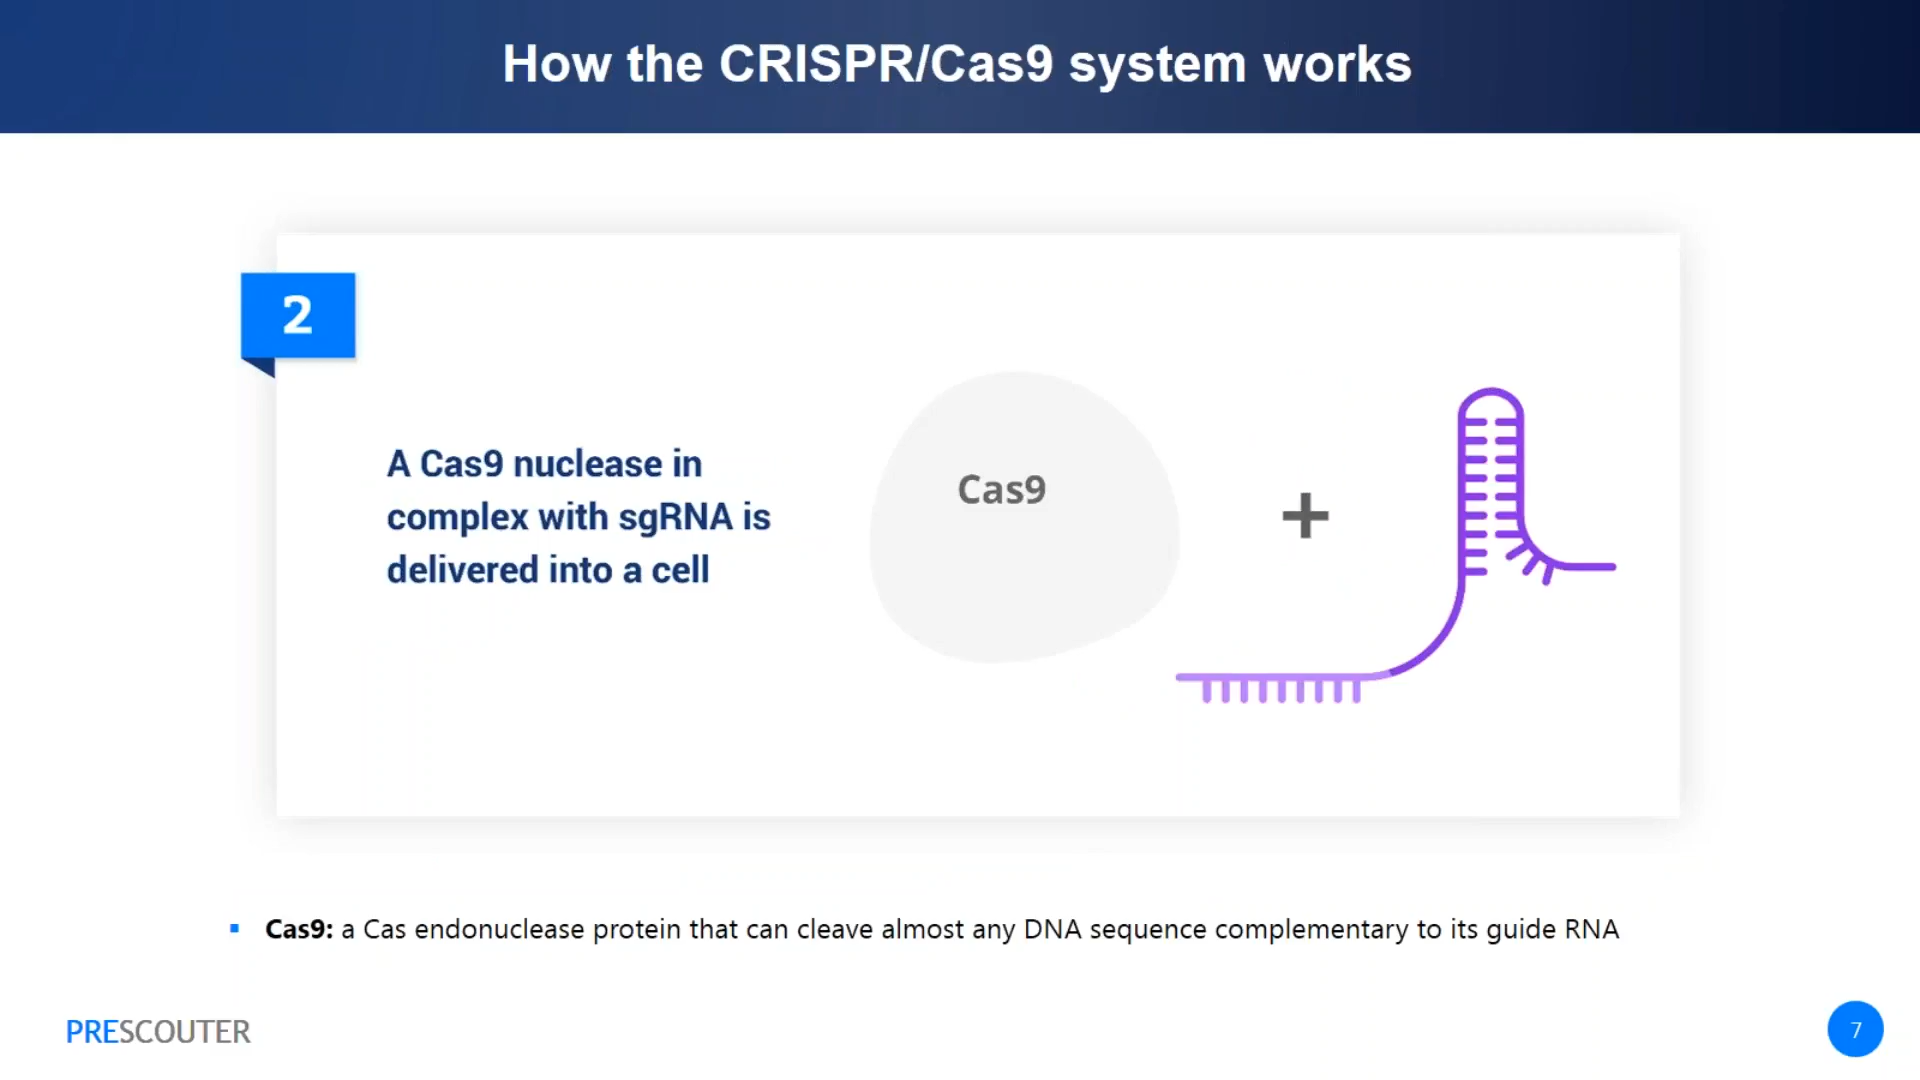 How the CRISPR/Cas9 system works
2
A Cas9 nuclease in
complex with sgRNA is
delivered into a cell
Cas9
+
Cas9: a Cas endonuclease protein that can cleave almost any DNA sequence complementary to its guide RNA
PRESCOUTER
7